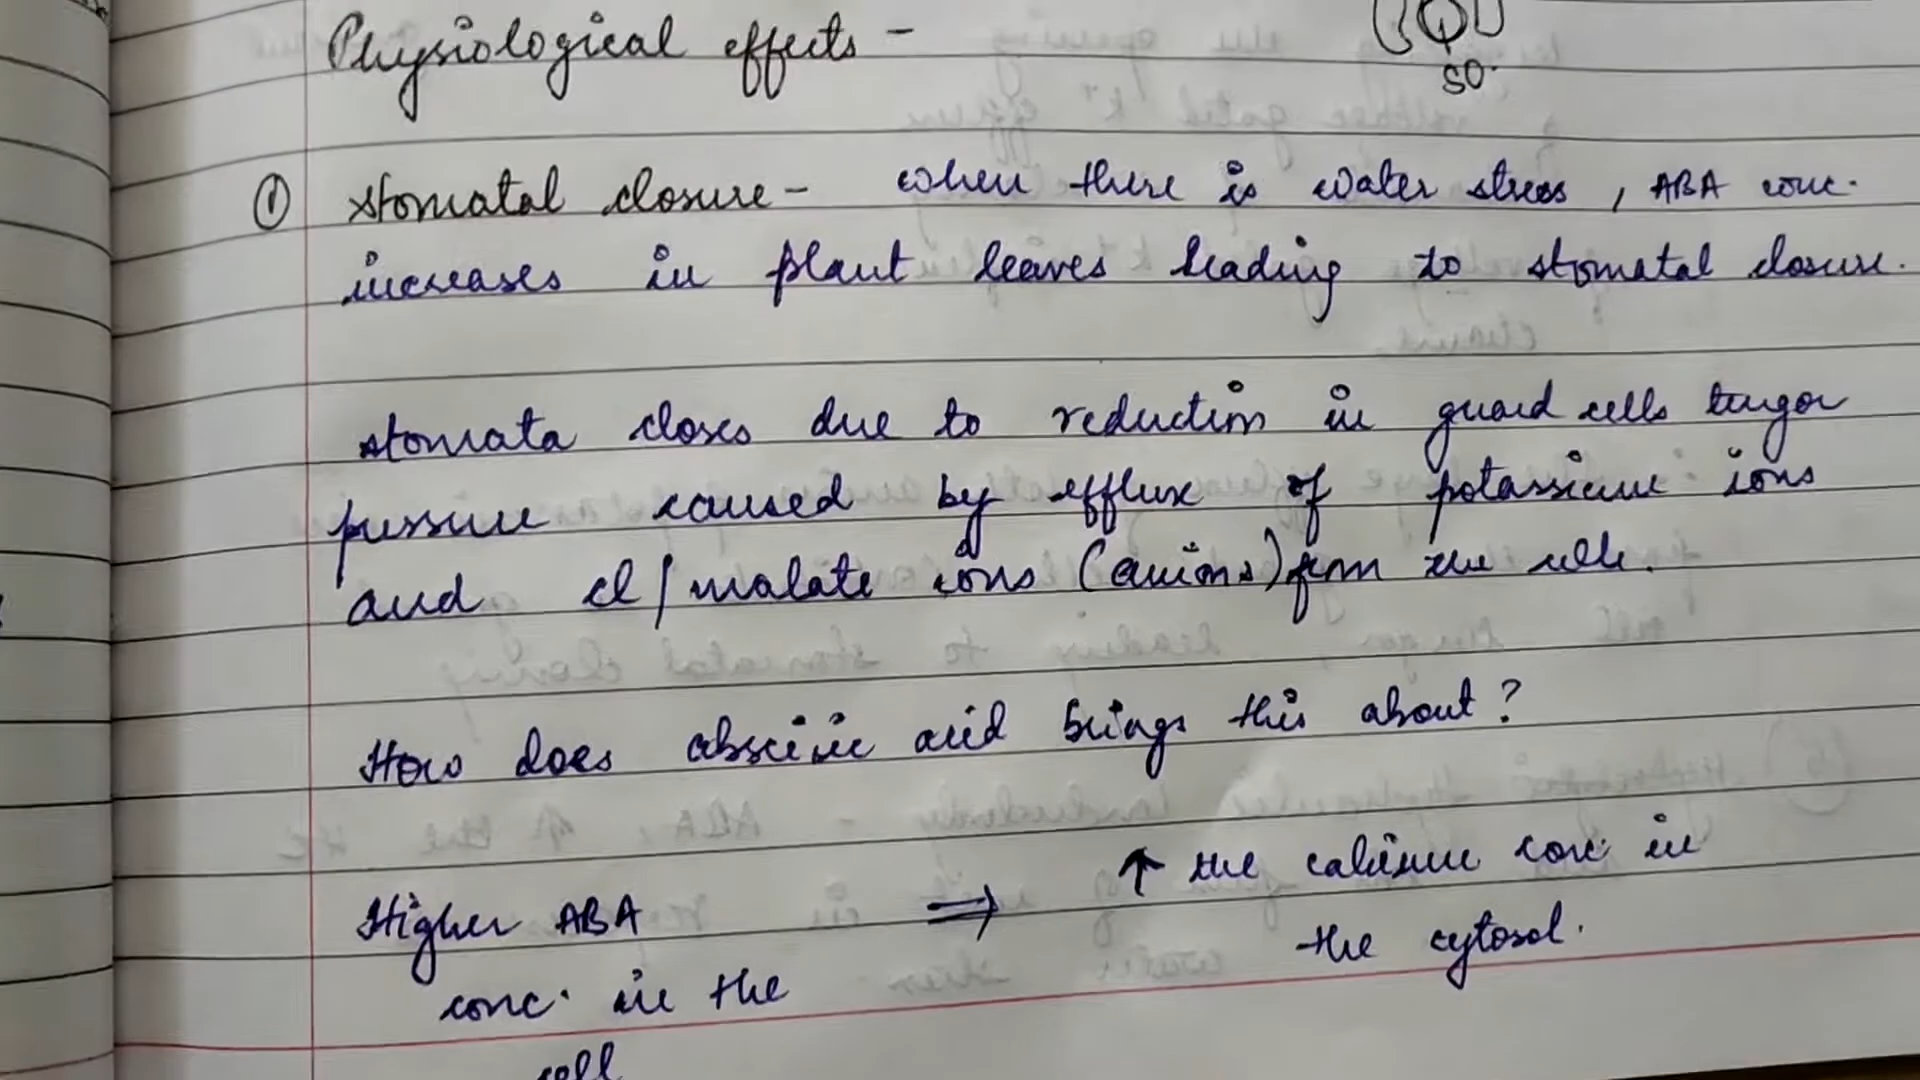 Physiological effects -
SO.
① stomatal closure - when there is water stress, ABA conc.
increases in plant leaves leading to stomatal closure.
stomata closes due to reduction in guard cells turgor
pressure caused by efflux of potassium ions
and cl/malate ions (anions) from the cells.
How does abscisic acid brings this about?
Higher ABA ⇒ ↑ the calcium conc. in
conc. in the the cytosol.
cell